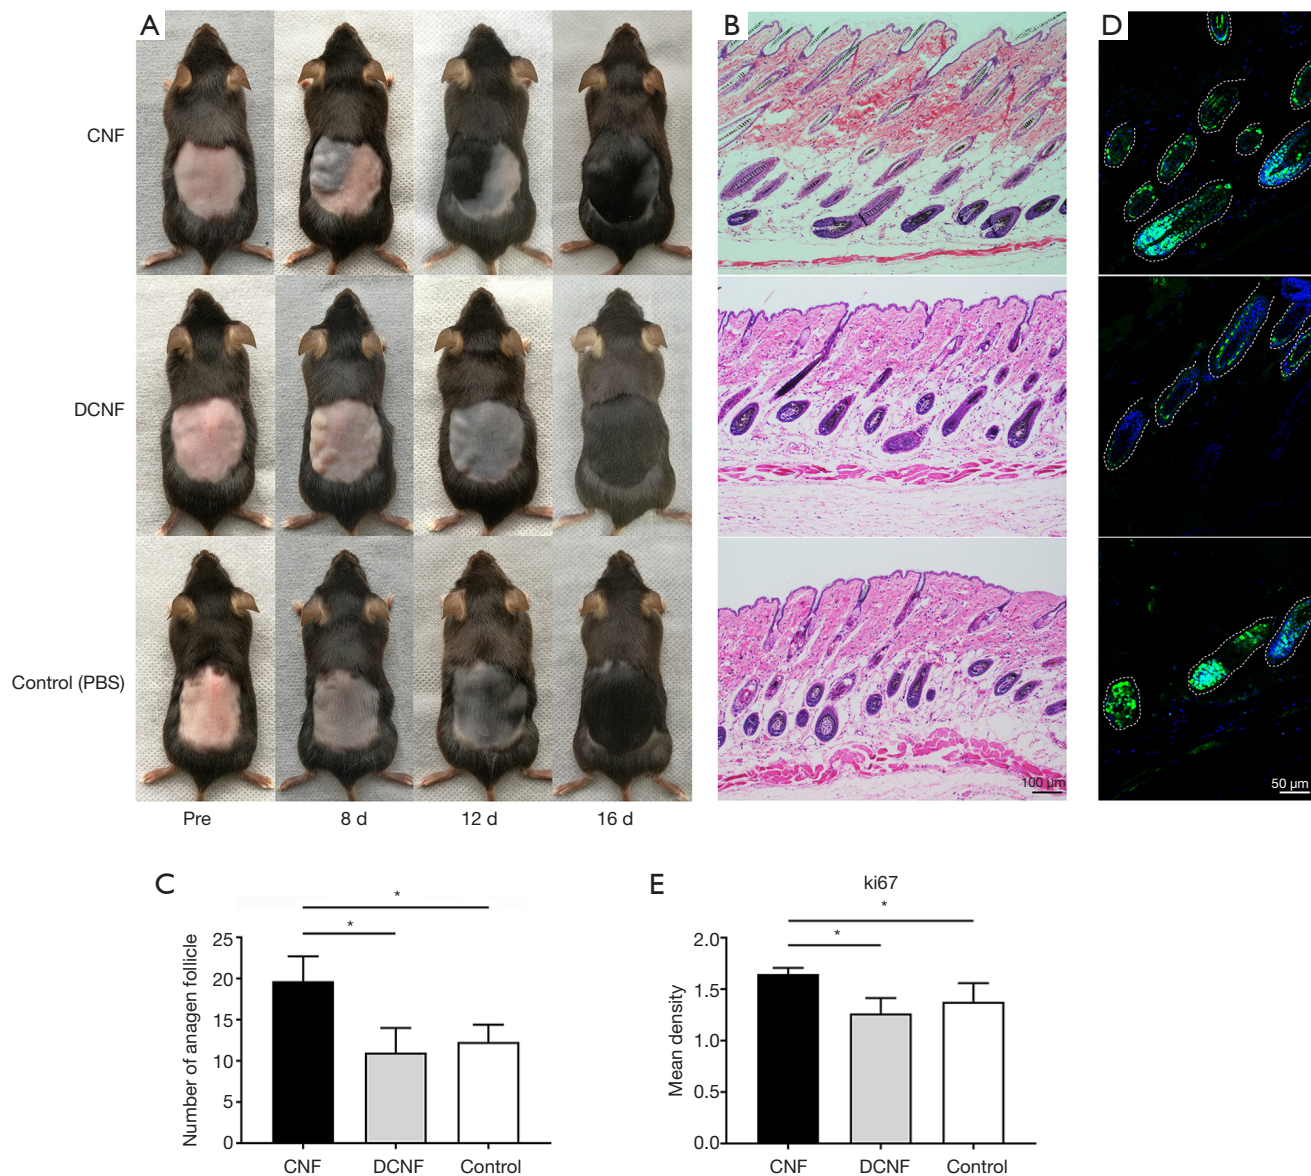 A
B
D
CNF
DCNF
Control (PBS)
100 µm
50 µm
Pre
8 d
12 d
16 d
C
*
*
Number of anagen follicle
25
20
15
10
5
0
CNF
DCNF
Control
E
ki67
*
*
Mean density
2.0
1.5
1.0
0.5
0.0
CNF
DCNF
Control